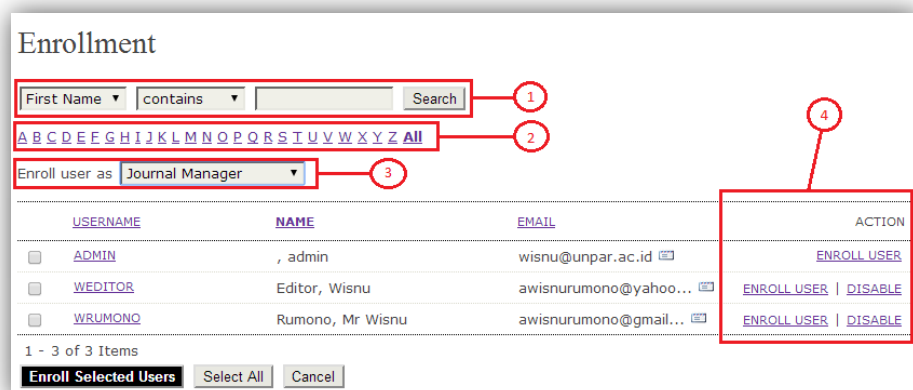 Enrollment
First Name contains Search 1
A B C D E F G H I J K L M N O P Q R S T U V W X Y Z All 2
4
Enroll user as Journal Manager 3
USERNAME NAME EMAIL ACTION
ADMIN , admin wisnu@unpar.ac.id ENROLL USER
WEDITOR Editor, Wisnu awisnurumono@yahoo... ENROLL USER | DISABLE
WRUMONO Rumono, Mr Wisnu awisnurumono@gmail... ENROLL USER | DISABLE
1 - 3 of 3 Items
Enroll Selected Users Select All Cancel